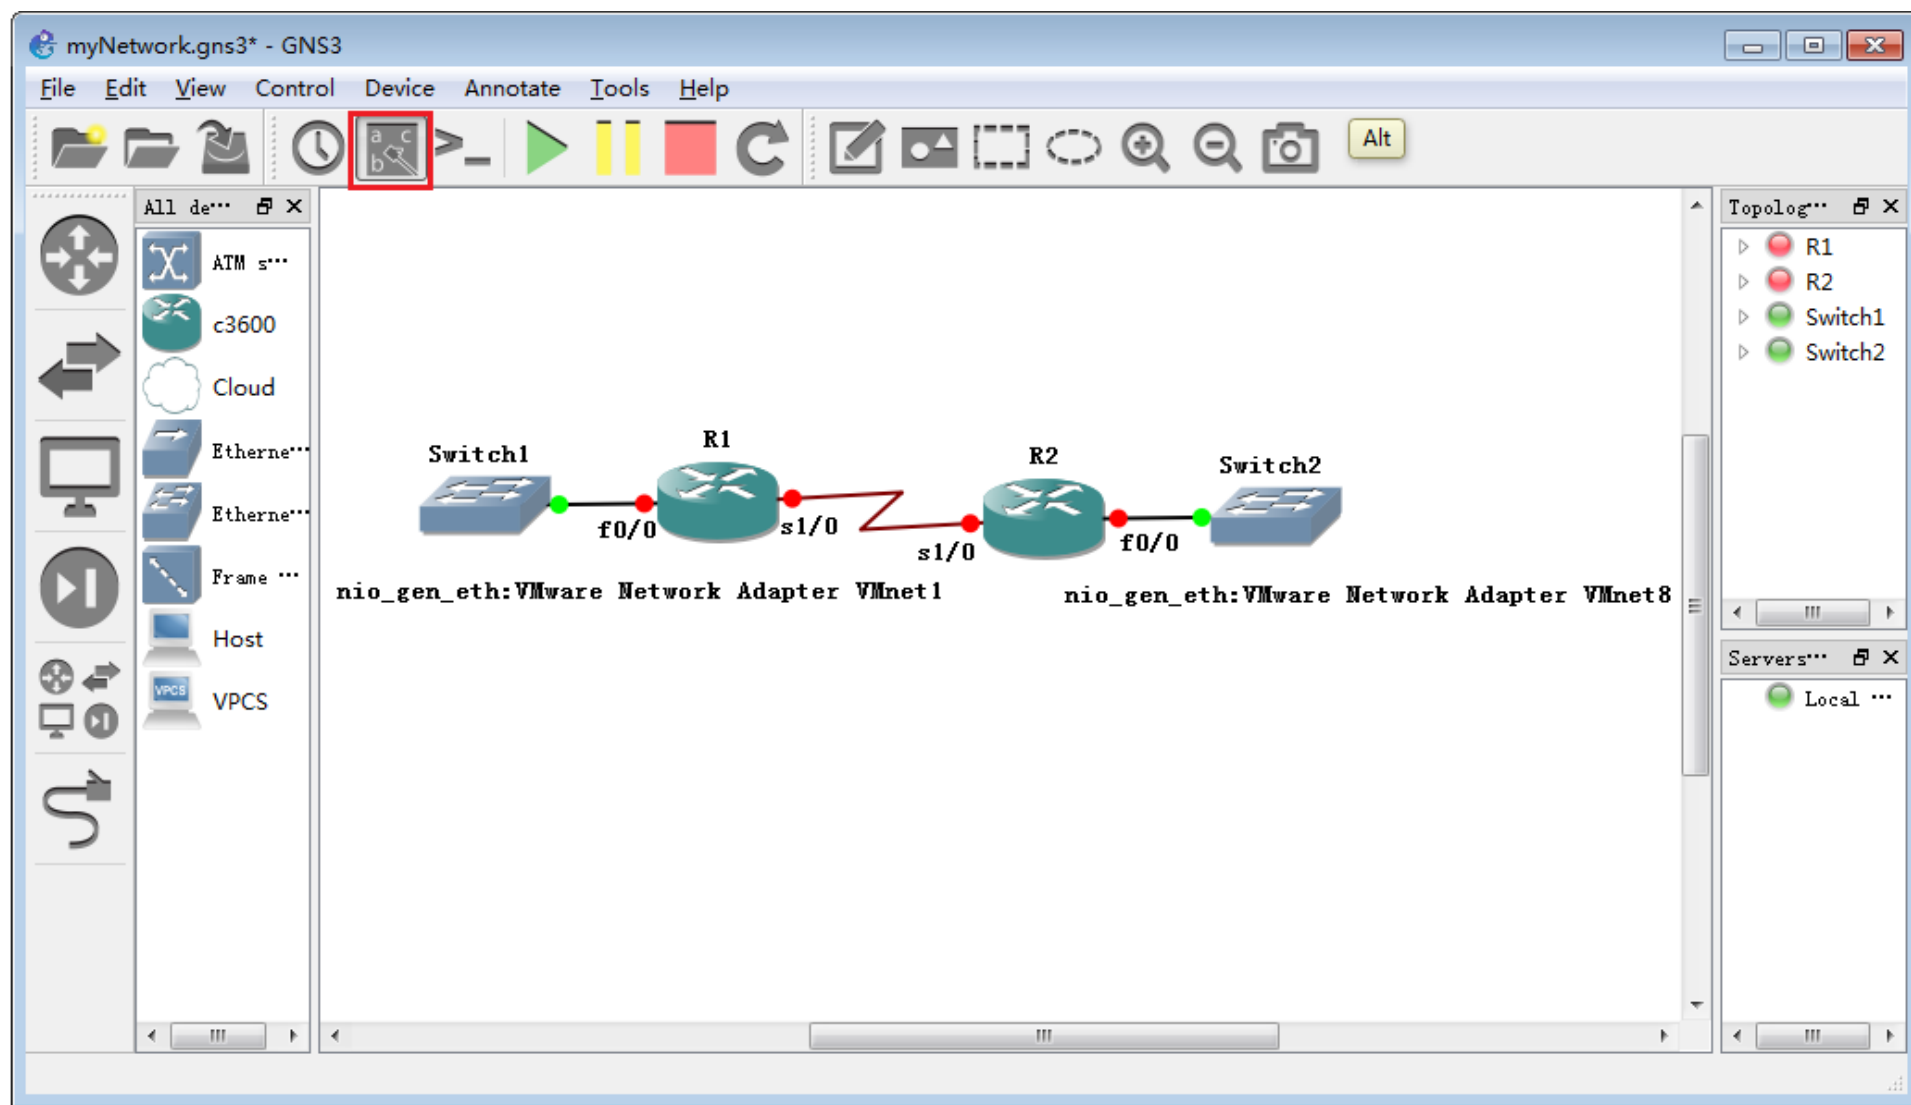 myNetwork.gns3* - GNS3
File Edit View Control Device Annotate Tools Help
a c
b
Alt
All de…
ATM s…
c3600
Cloud
Etherne…
Etherne…
Frame …
Host
VPCS
VPCS
Switch1
R1
R2
Switch2
f0/0
s1/0
s1/0
f0/0
nio_gen_eth:VMware Network Adapter VMnet1
nio_gen_eth:VMware Network Adapter VMnet8
Topolog…
R1
R2
Switch1
Switch2
Servers…
Local …